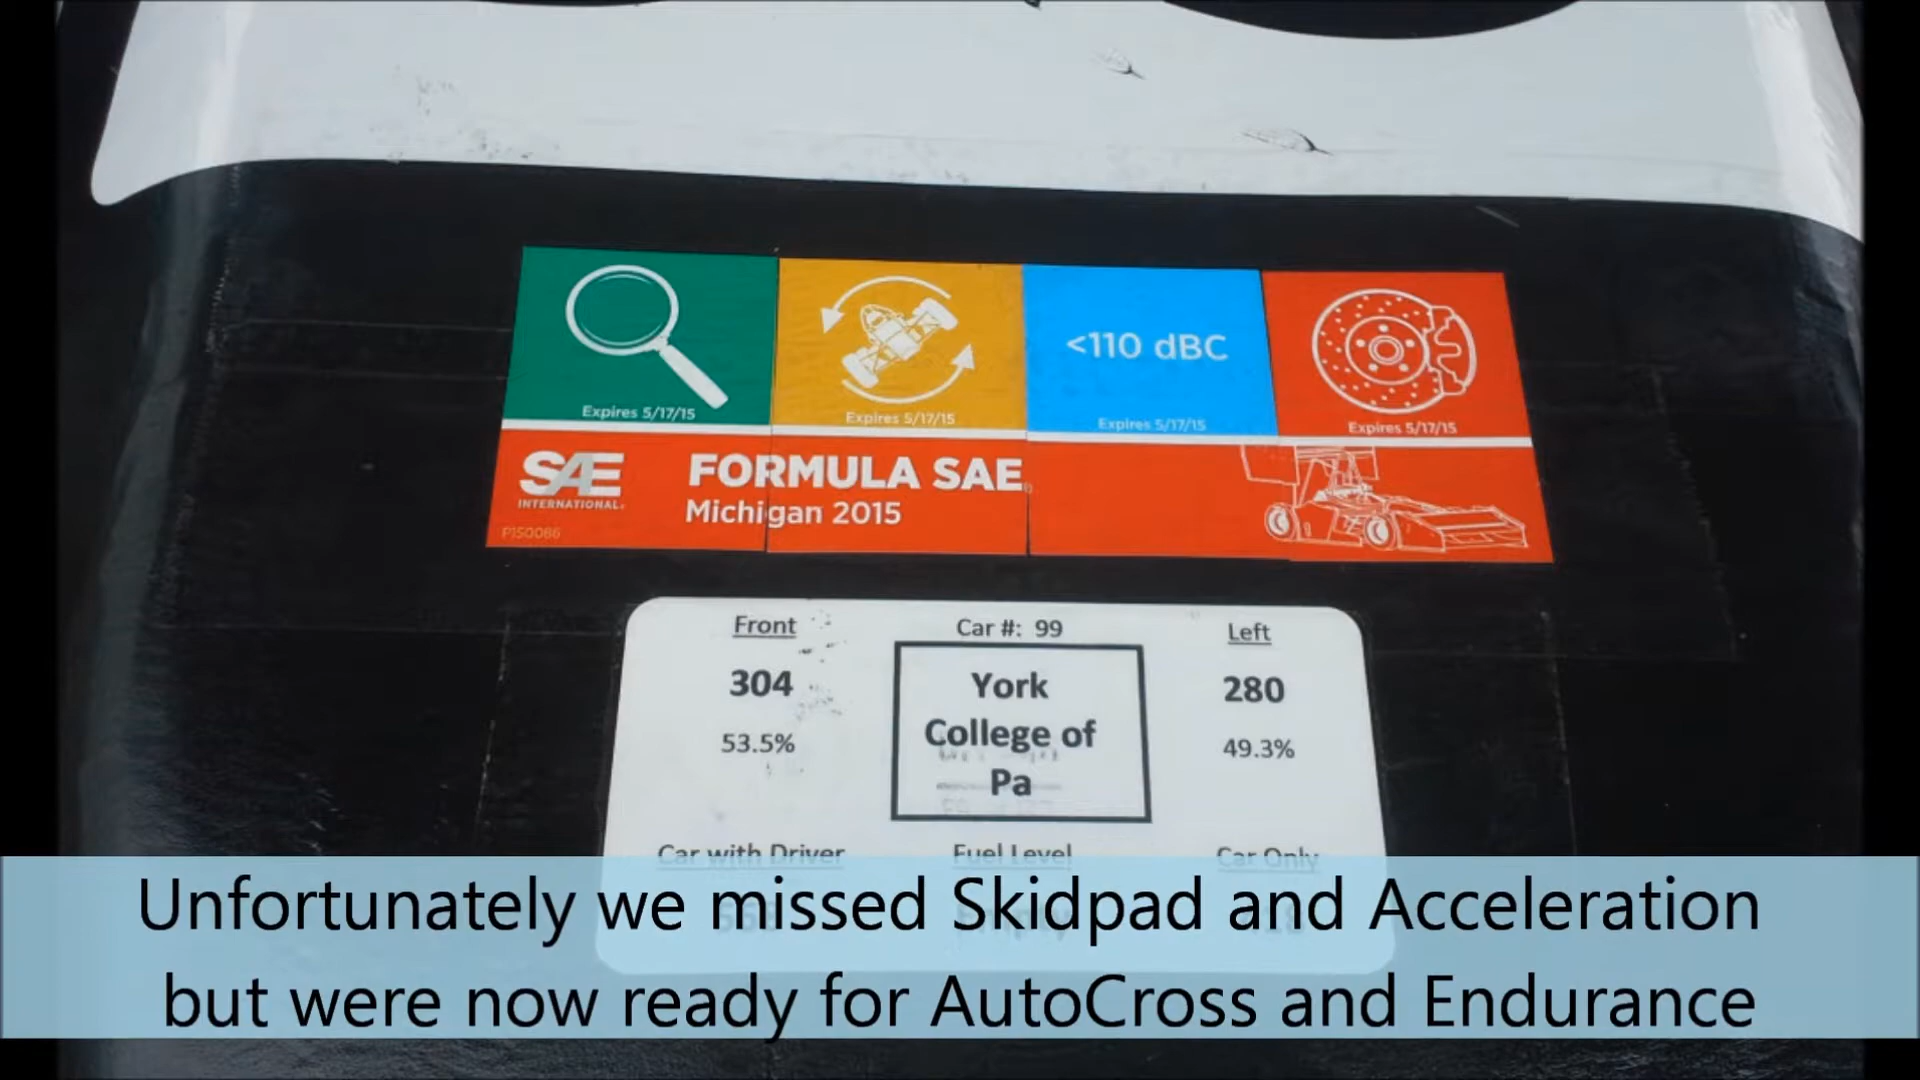 <110 dBC
Expires 5/17/15
Expires 5/17/15
Expires 5/17/15
Expires 5/17/15
SAE
INTERNATIONAL
FORMULA SAE
Michigan 2015
P150066
Front
Car #: 99
Left
304
York
280
College of
53.5%
49.3%
Pa
Car with Driver
Fuel Level
Car Only
Unfortunately we missed Skidpad and Acceleration
but were now ready for AutoCross and Endurance